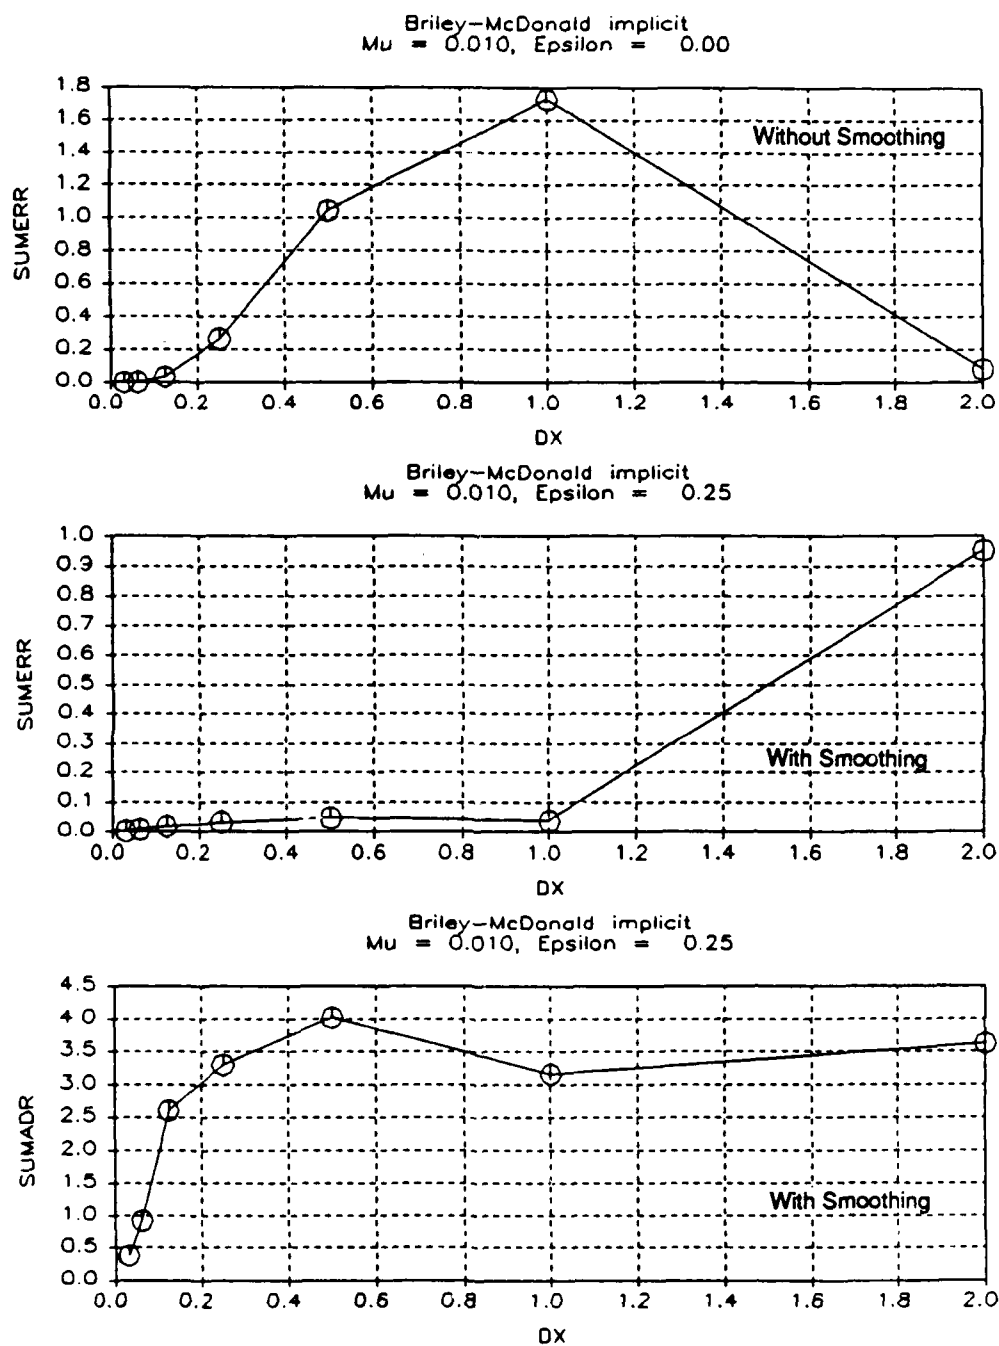 Briley-McDonald implicit
Mu = 0.010, Epsilon = 0.00
1.8
1.6
1.4
1.2
1.0
0.8
0.6
0.4
0.2
0.0
SUMERR
Without Smoothing
0.0 0.2 0.4 0.6 0.8 1.0 1.2 1.4 1.6 1.8 2.0
DX
Briley-McDonald implicit
Mu = 0.010, Epsilon = 0.25
1.0
0.9
0.8
0.7
0.6
0.5
0.4
0.3
0.2
0.1
0.0
SUMERR
With Smoothing
0.0 0.2 0.4 0.6 0.8 1.0 1.2 1.4 1.6 1.8 2.0
DX
Briley-McDonald implicit
Mu = 0.010, Epsilon = 0.25
4.5
4.0
3.5
3.0
2.5
2.0
1.5
1.0
0.5
0.0
SUMADR
With Smoothing
0.0 0.2 0.4 0.6 0.8 1.0 1.2 1.4 1.6 1.8 2.0
DX